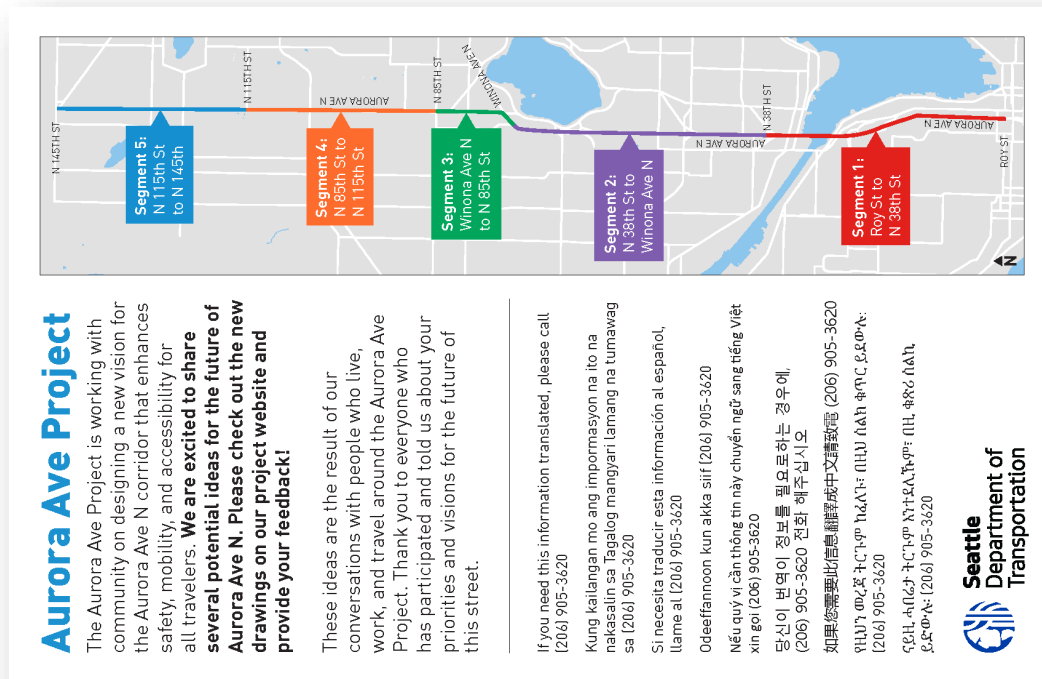 Aurora Ave Project
The Aurora Ave Project is working with
community on designing a new vision for
the Aurora Ave N corridor that enhances
safety, mobility, and accessibility for
all travelers. We are excited to share
several potential ideas for the future of
Aurora Ave N. Please check out the new
drawings on our project website and
provide your feedback!
These ideas are the result of our
conversations with people who live,
work, and travel around the Aurora Ave
Project. Thank you to everyone who
has participated and told us about your
priorities and visions for the future of
this street.
If you need this information translated, please call
(206) 905-3620
Kung kailangan mo ang impormasyon na ito na
nakasalin sa Tagalog mangyari lamang na tumawag
sa (206) 905-3620
Si necesita traducir esta información al español,
llame al (206) 905-3620
Odeeffannoon kun akka siif (206) 905-3620
Nếu quý vị cần thông tin này chuyển ngữ sang tiếng Việt
xin gọi (206) 905-3620
당신이 번역이 정보를 필요로하는 경우에,
(206) 905-3620 전화 해주십시오
如果您需要此信息翻譯成中文請致電 (206) 905-3620
የዚህን መረጃ ትርጉም ከፈለጉ፡ በዚህ ስልክ ቁጥር ይደውሉ:
(206) 905-3620
(206) 905-3620
Seattle
Department of
Transportation
N 145TH ST
Segment 5:
N 115th St
to N 145th
N 115TH ST
Segment 4:
N 85th St to
N 115th St
AURORA AVE N
N 85TH ST
Segment 3:
Winona Ave N
to N 85th St
WINONA AVE N
Segment 2:
N 38th St to
Winona Ave N
AURORA AVE N
N 38TH ST
Segment 1:
Roy St to
N 38th St
AURORA AVE N
ROY ST
N